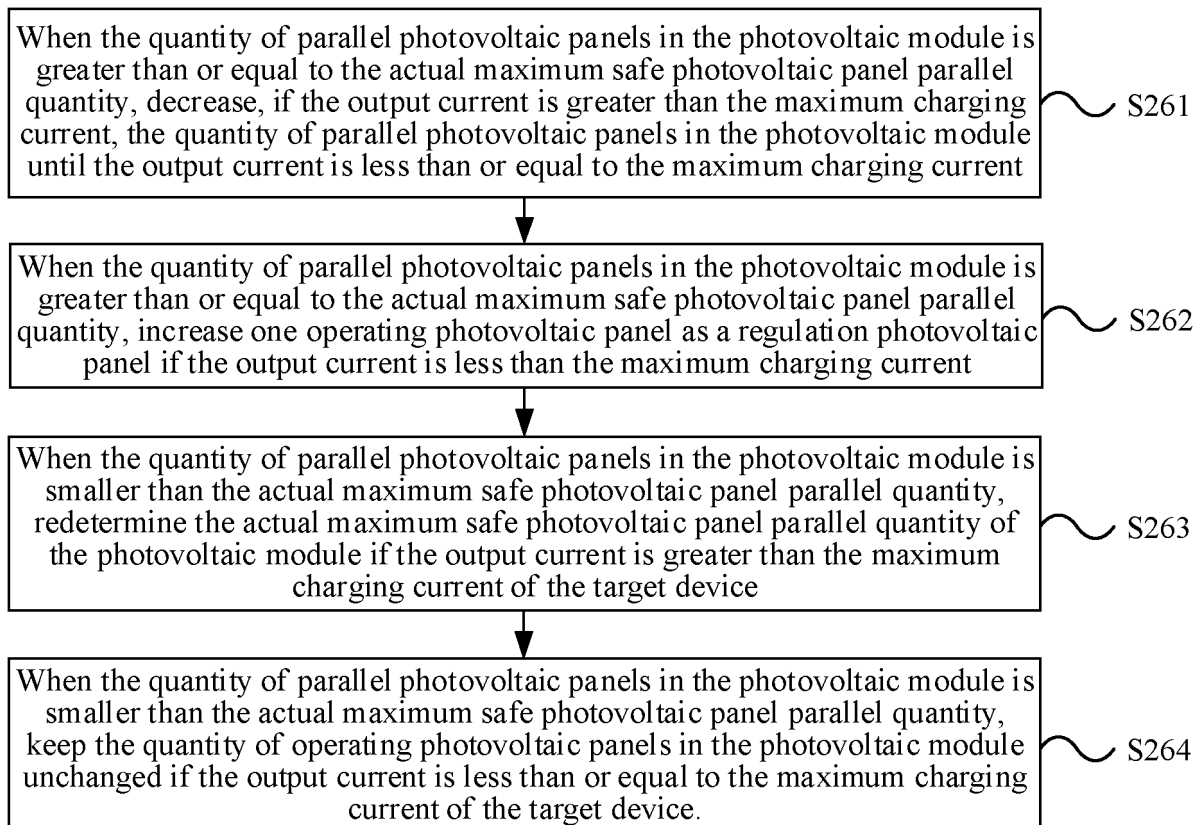 When the quantity of parallel photovoltaic panels in the photovoltaic module is
greater than or equal to the actual maximum safe photovoltaic panel parallel
quantity, decrease, if the output current is greater than the maximum charging
current, the quantity of parallel photovoltaic panels in the photovoltaic module
until the output current is less than or equal to the maximum charging current
S261
When the quantity of parallel photovoltaic panels in the photovoltaic module is
greater than or equal to the actual maximum safe photovoltaic panel parallel
quantity, increase one operating photovoltaic panel as a regulation photovoltaic
panel if the output current is less than the maximum charging current
S262
When the quantity of parallel photovoltaic panels in the photovoltaic module is
smaller than the actual maximum safe photovoltaic panel parallel quantity,
redetermine the actual maximum safe photovoltaic panel parallel quantity of
the photovoltaic module if the output current is greater than the maximum
charging current of the target device
S263
When the quantity of parallel photovoltaic panels in the photovoltaic module is
smaller than the actual maximum safe photovoltaic panel parallel quantity,
keep the quantity of operating photovoltaic panels in the photovoltaic module
unchanged if the output current is less than or equal to the maximum charging
current of the target device.
S264